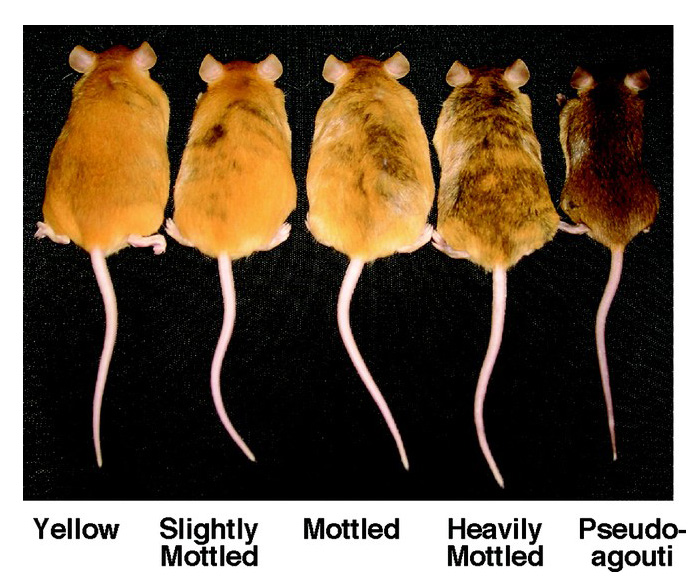 Yellow
Slightly
Mottled
Mottled
Heavily
Mottled
Pseudo-
agouti